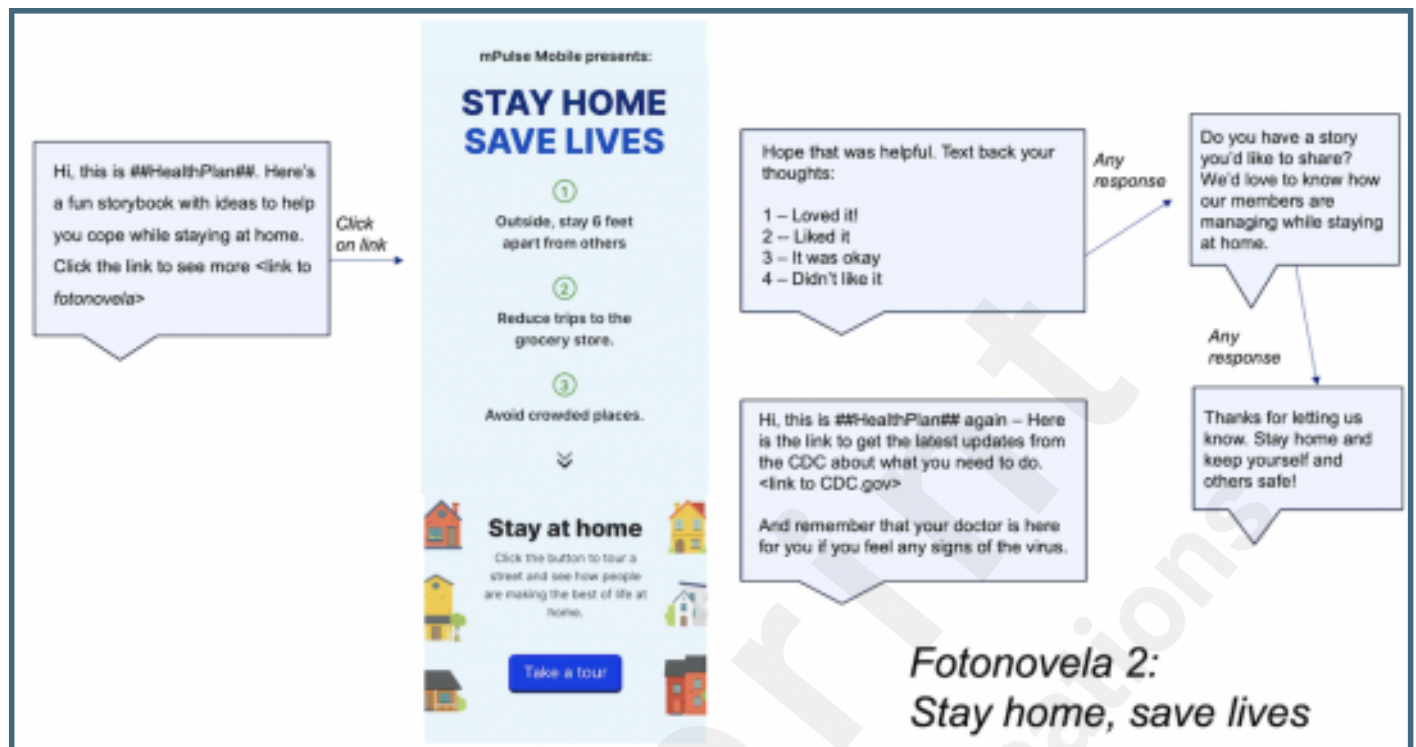 Hi, this is ##HealthPlan##. Here's
a fun storybook with ideas to help
you cope while staying at home.
Click the link to see more <link to
fotonovela>
Click
on link
mPulse Mobile presents:
STAY HOME
SAVE LIVES
1
Outside, stay 6 feet
apart from others
2
Reduce trips to the
grocery store.
3
Avoid crowded places.
Stay at home
Click the button to tour a
street and see how people
are making the best of life at
home.
Take a tour
Hope that was helpful. Text back your
thoughts:
1 – Loved it!
2 – Liked it
3 – It was okay
4 – Didn't like it
Any
response
Do you have a story
you'd like to share?
We'd love to know how
our members are
managing while staying
at home.
Any
response
Thanks for letting us
know. Stay home and
keep yourself and
others safe!
Hi, this is ##HealthPlan## again – Here
is the link to get the latest updates from
the CDC about what you need to do.
<link to CDC.gov>
And remember that your doctor is here
for you if you feel any signs of the virus.
Fotonovela 2:
Stay home, save lives